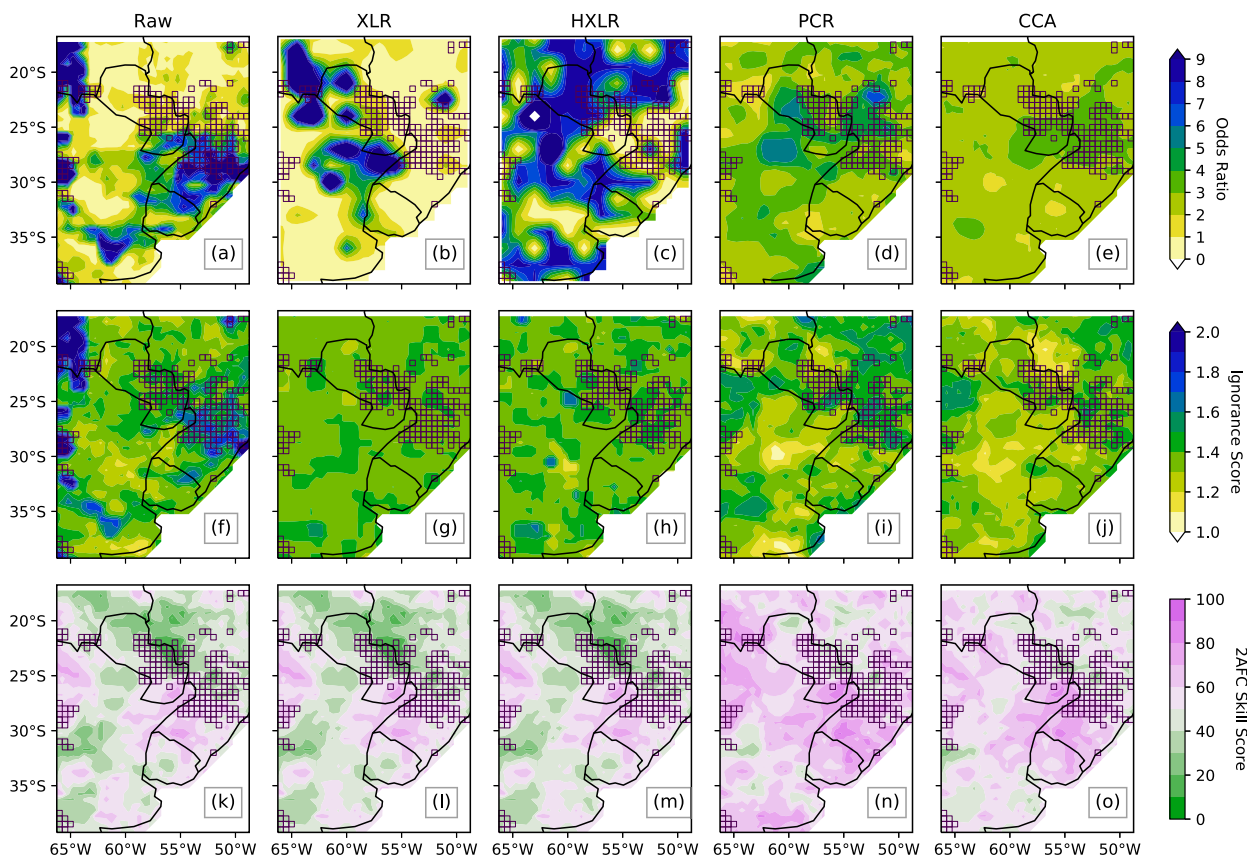 Raw XLR HXLR PCR CCA
20°S
25°S
30°S
35°S
(a) (b) (c) (d) (e)
9
8
7
6
5
4
3
2
1
0
Odds Ratio
20°S
25°S
30°S
35°S
(f) (g) (h) (i) (j)
2.0
1.8
1.6
1.4
1.2
1.0
Ignorance Score
20°S
25°S
30°S
35°S
(k) (l) (m) (n) (o)
100
80
60
40
20
0
2AFC Skill Score
65°W 60°W 55°W 50°W 65°W 60°W 55°W 50°W 65°W 60°W 55°W 50°W 65°W 60°W 55°W 50°W 65°W 60°W 55°W 50°W